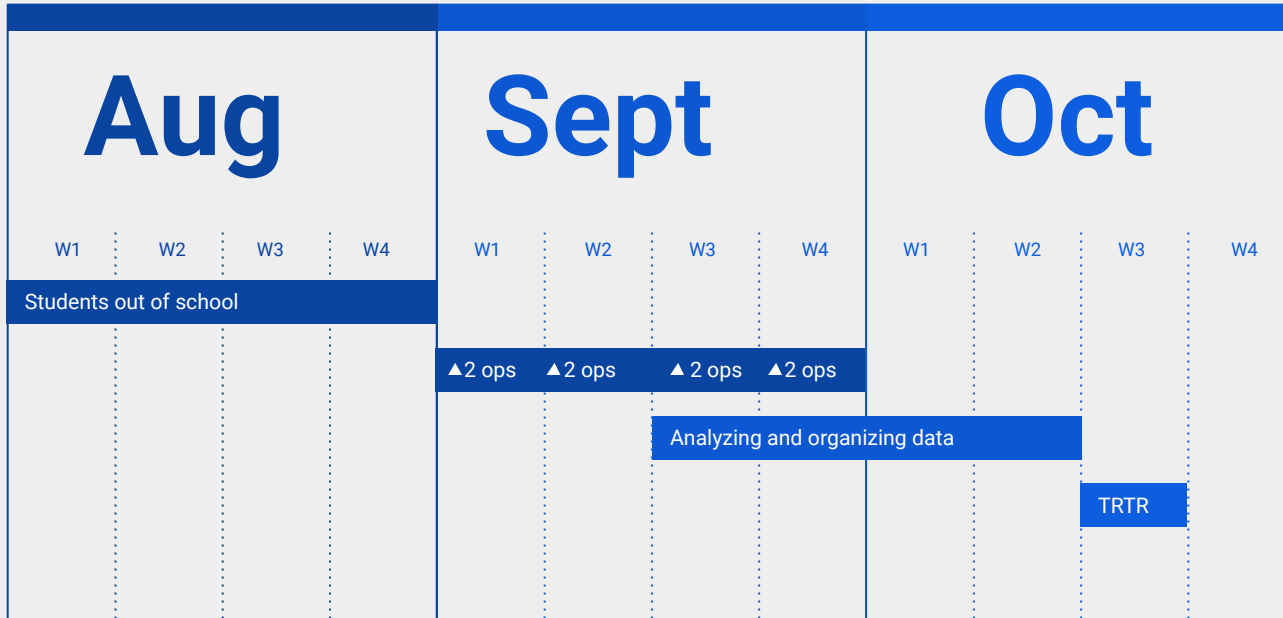 Aug Sept Oct
W1 W2 W3 W4 W1 W2 W3 W4 W1 W2 W3 W4
Students out of school
▲2 ops ▲2 ops ▲ 2 ops ▲2 ops
Analyzing and organizing data
TRTR